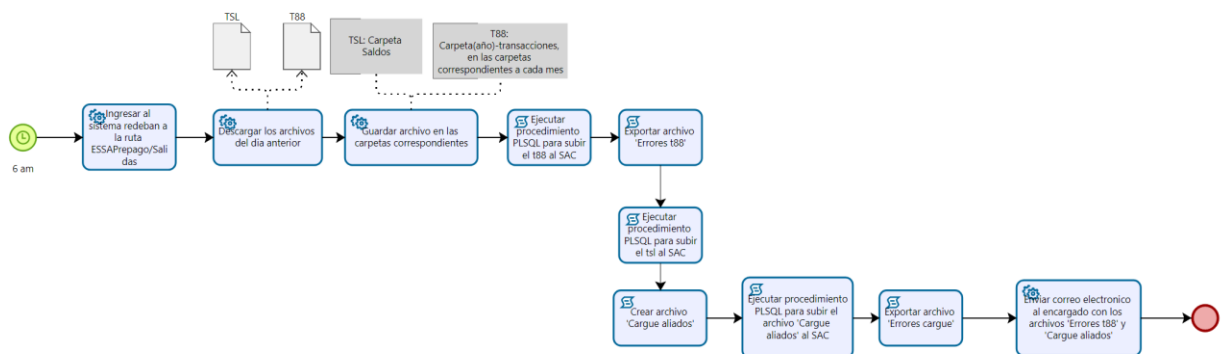 TSL
T88
TSL: Carpeta
Saldos
T88:
Carpeta(año)-transacciones,
en las carpetas
correspondientes a cada mes
6 am
Ingresar al
sistema redeban a
la ruta
ESSAPrepago/Sali
das
Descargar los archivos
del dia anterior
Guardar archivo en las
carpetas correspondientes
Ejecutar
procedimiento
PLSQL para subir
el t88 al SAC
Exportar archivo
'Errores t88'
Ejecutar
procedimiento
PLSQL para subir
el tsl al SAC
Crear archivo
'Cargue aliados'
Ejecutar procedimiento
PLSQL para subir el
archivo 'Cargue
aliados' al SAC
Exportar archivo
'Errores cargue'
Enviar correo electronico
al encargado con los
archivos 'Errores t88' y
'Cargue aliados'